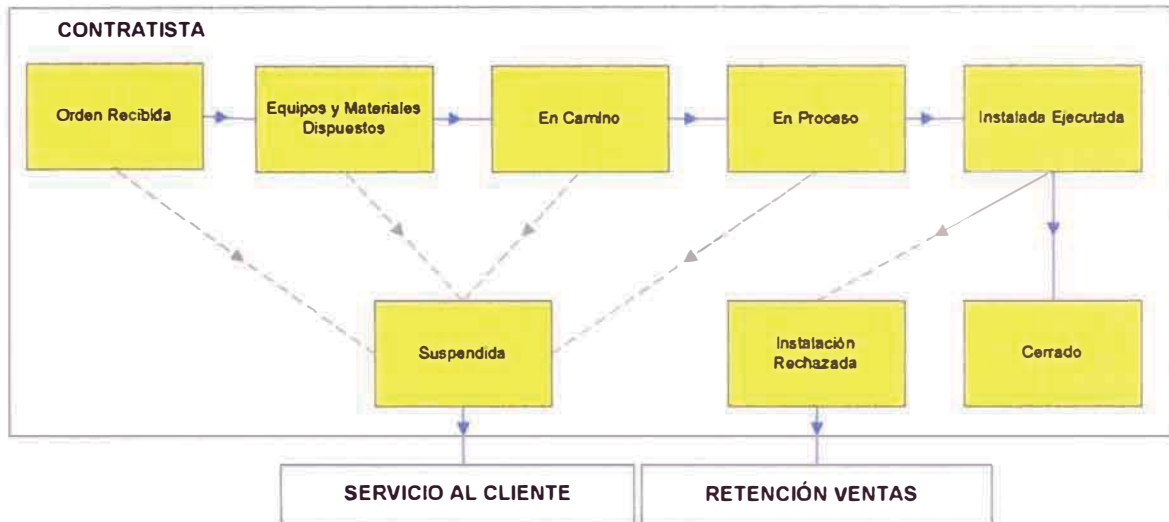 CONTRATISTA
Orden Recibida
Equipos y Materiales
Dispuestos
En Camino
En Proceso
Instalada Ejecutada
Suspendida
Instalación
Rechazada
Cerrado
SERVICIO AL CLIENTE
RETENCIÓN VENTAS